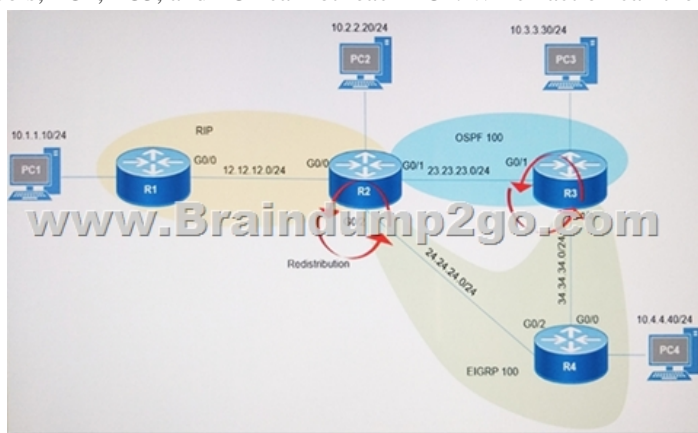 10.2.2.20/24
10.3.3.30/24
PC2
PC3
RIP
OSPF 100
10.1.1.10/24
G0/0
12.12.12.0/24
G0/0
G0/1
23.23.23.0/24
G0/1
PC1
R1
R2
R3
www.Braindump2go.com
Redistribution
24.24.24.0/24
34.34.34.0/24
G0/2
G0/0
10.4.4.40/24
PC4
R4
EIGRP 100